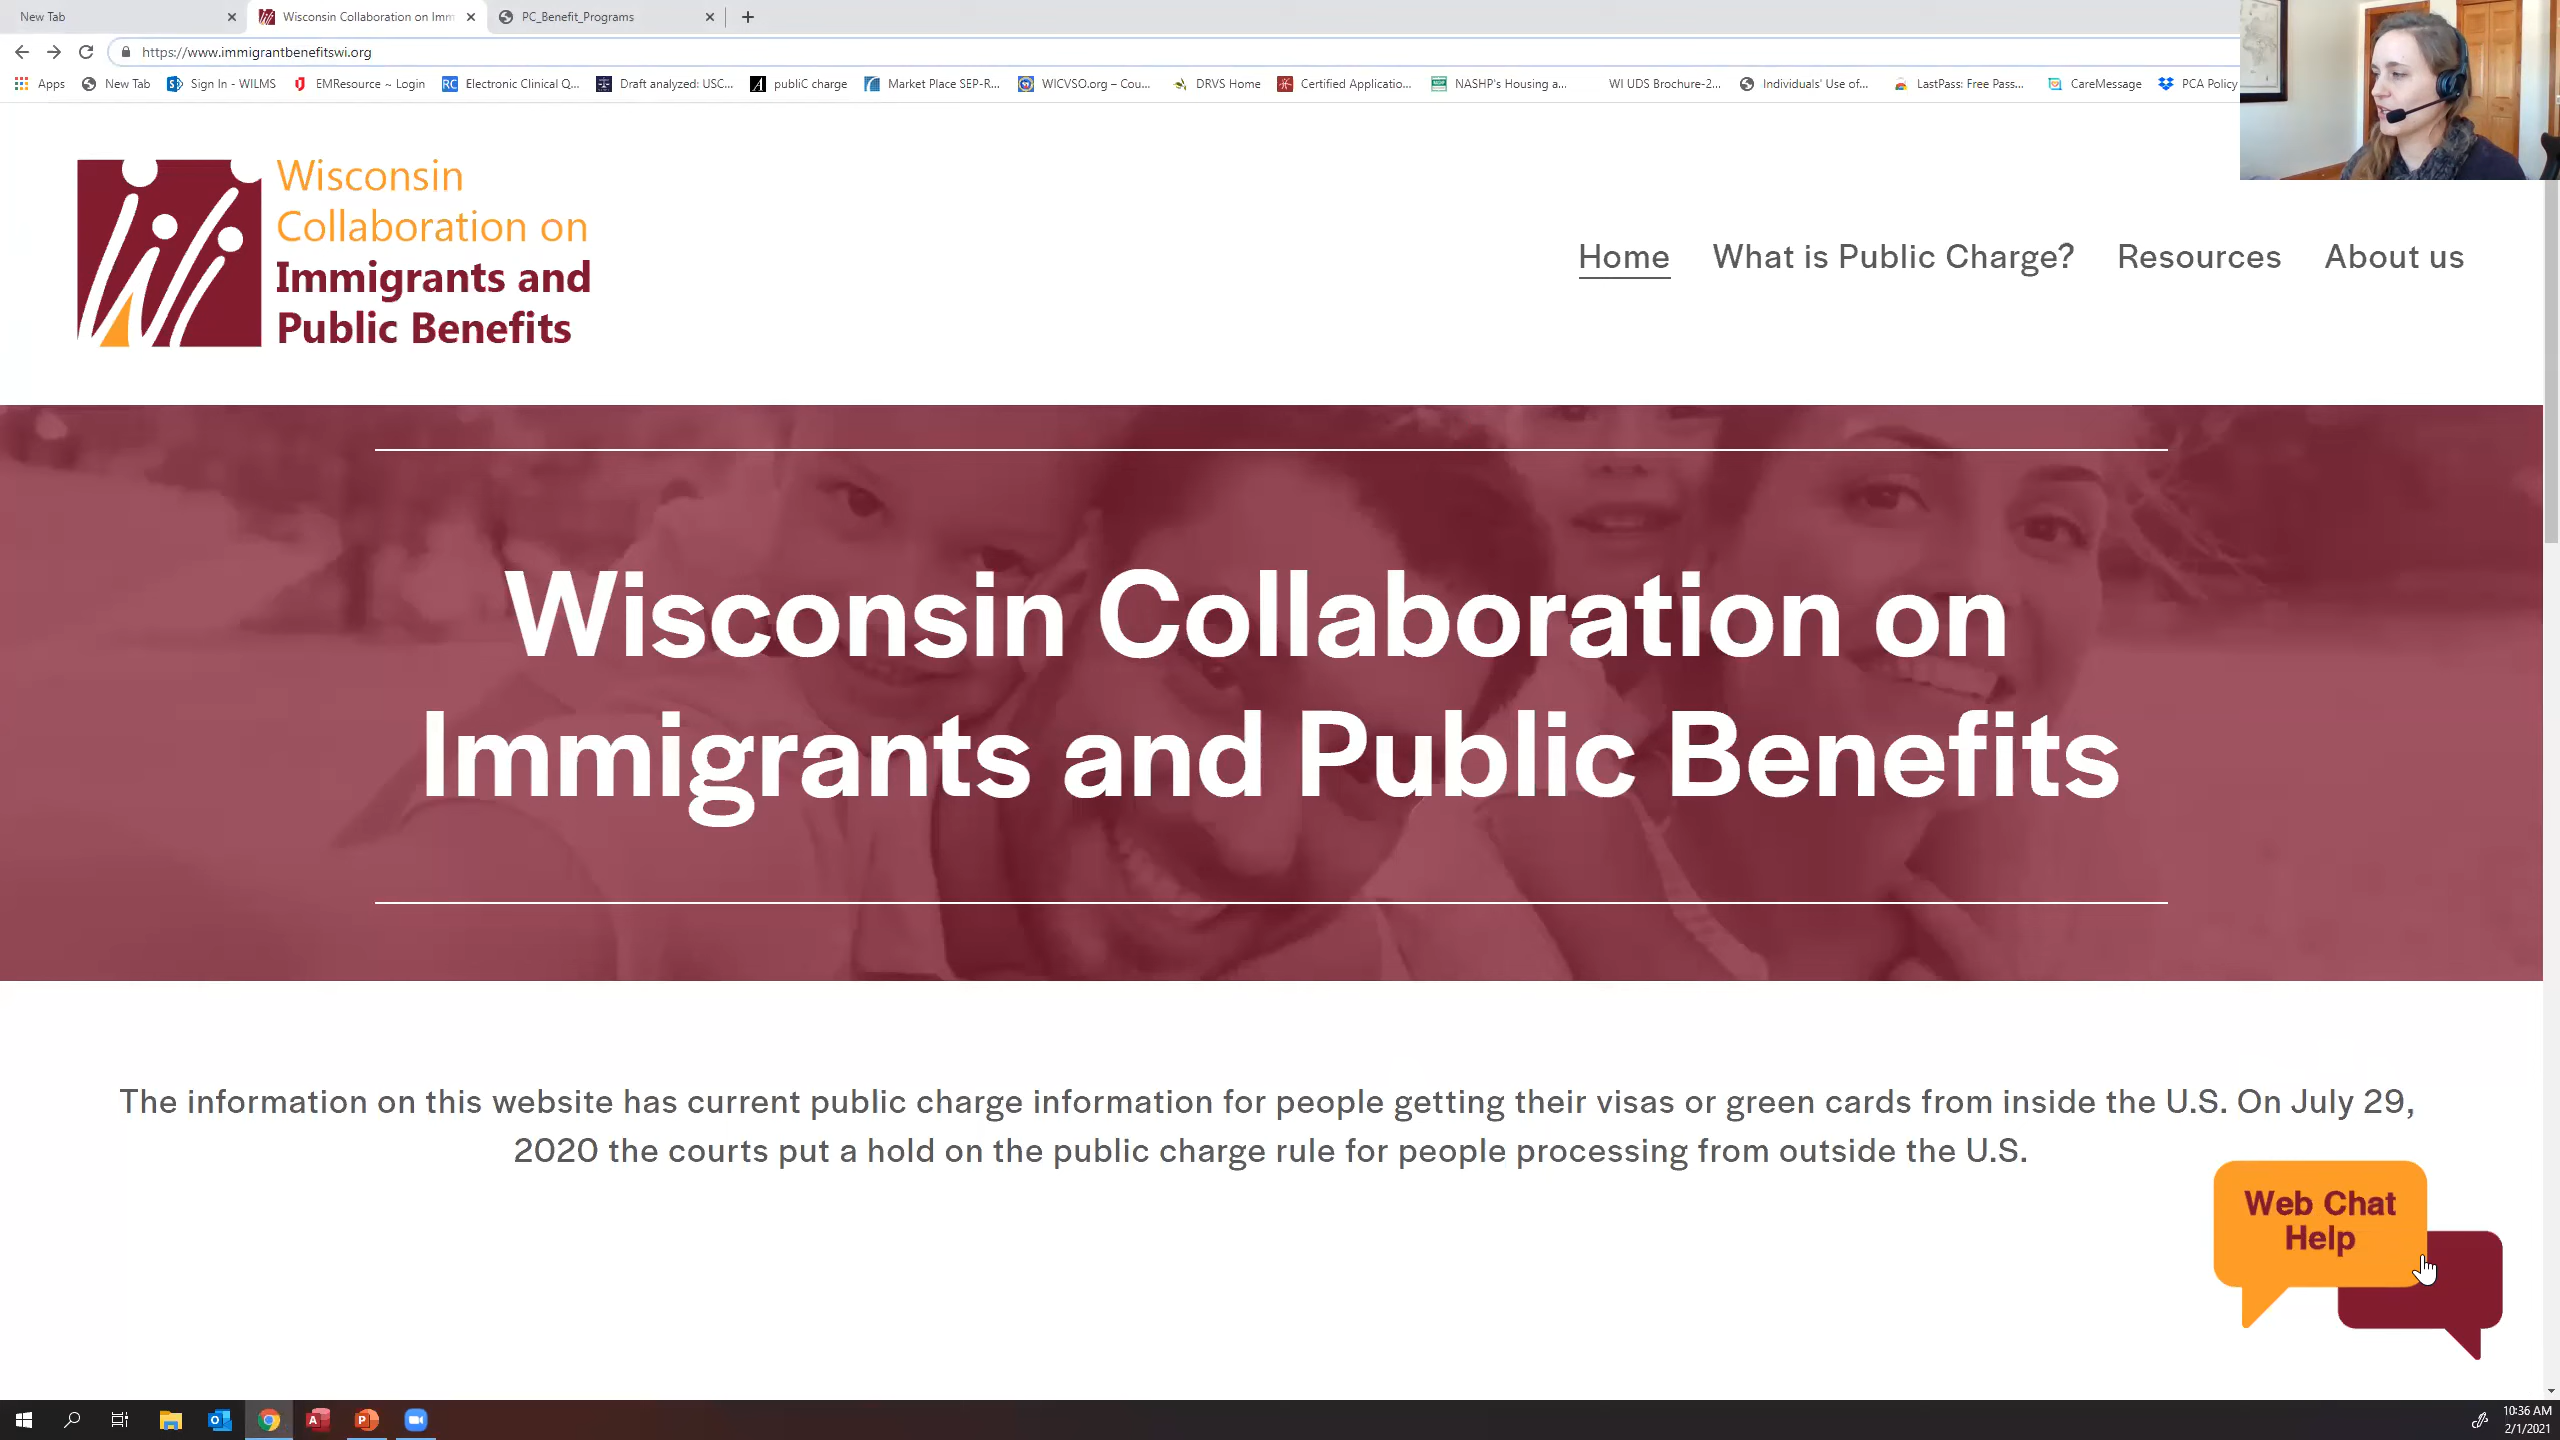 New Tab
Wisconsin Collaboration on Imm
PC_Benefit_Programs
https://www.immigrantbenefitswi.org
Apps New Tab Sign In - WILMS EMResource ~ Login Electronic Clinical Q... Draft analyzed: USC... publiC charge Market Place SEP-R... WICVSO.org – Cou... DRVS Home Certified Applicatio... NASHP's Housing a... WI UDS Brochure-2... Individuals' Use of... LastPass: Free Pass... CareMessage PCA Policy
Wisconsin
Collaboration on
Immigrants and
Public Benefits
Home What is Public Charge? Resources About us
Wisconsin Collaboration on
Immigrants and Public Benefits
The information on this website has current public charge information for people getting their visas or green cards from inside the U.S. On July 29,
2020 the courts put a hold on the public charge rule for people processing from outside the U.S.
Web Chat
Help
10:36 AM
2/1/2021